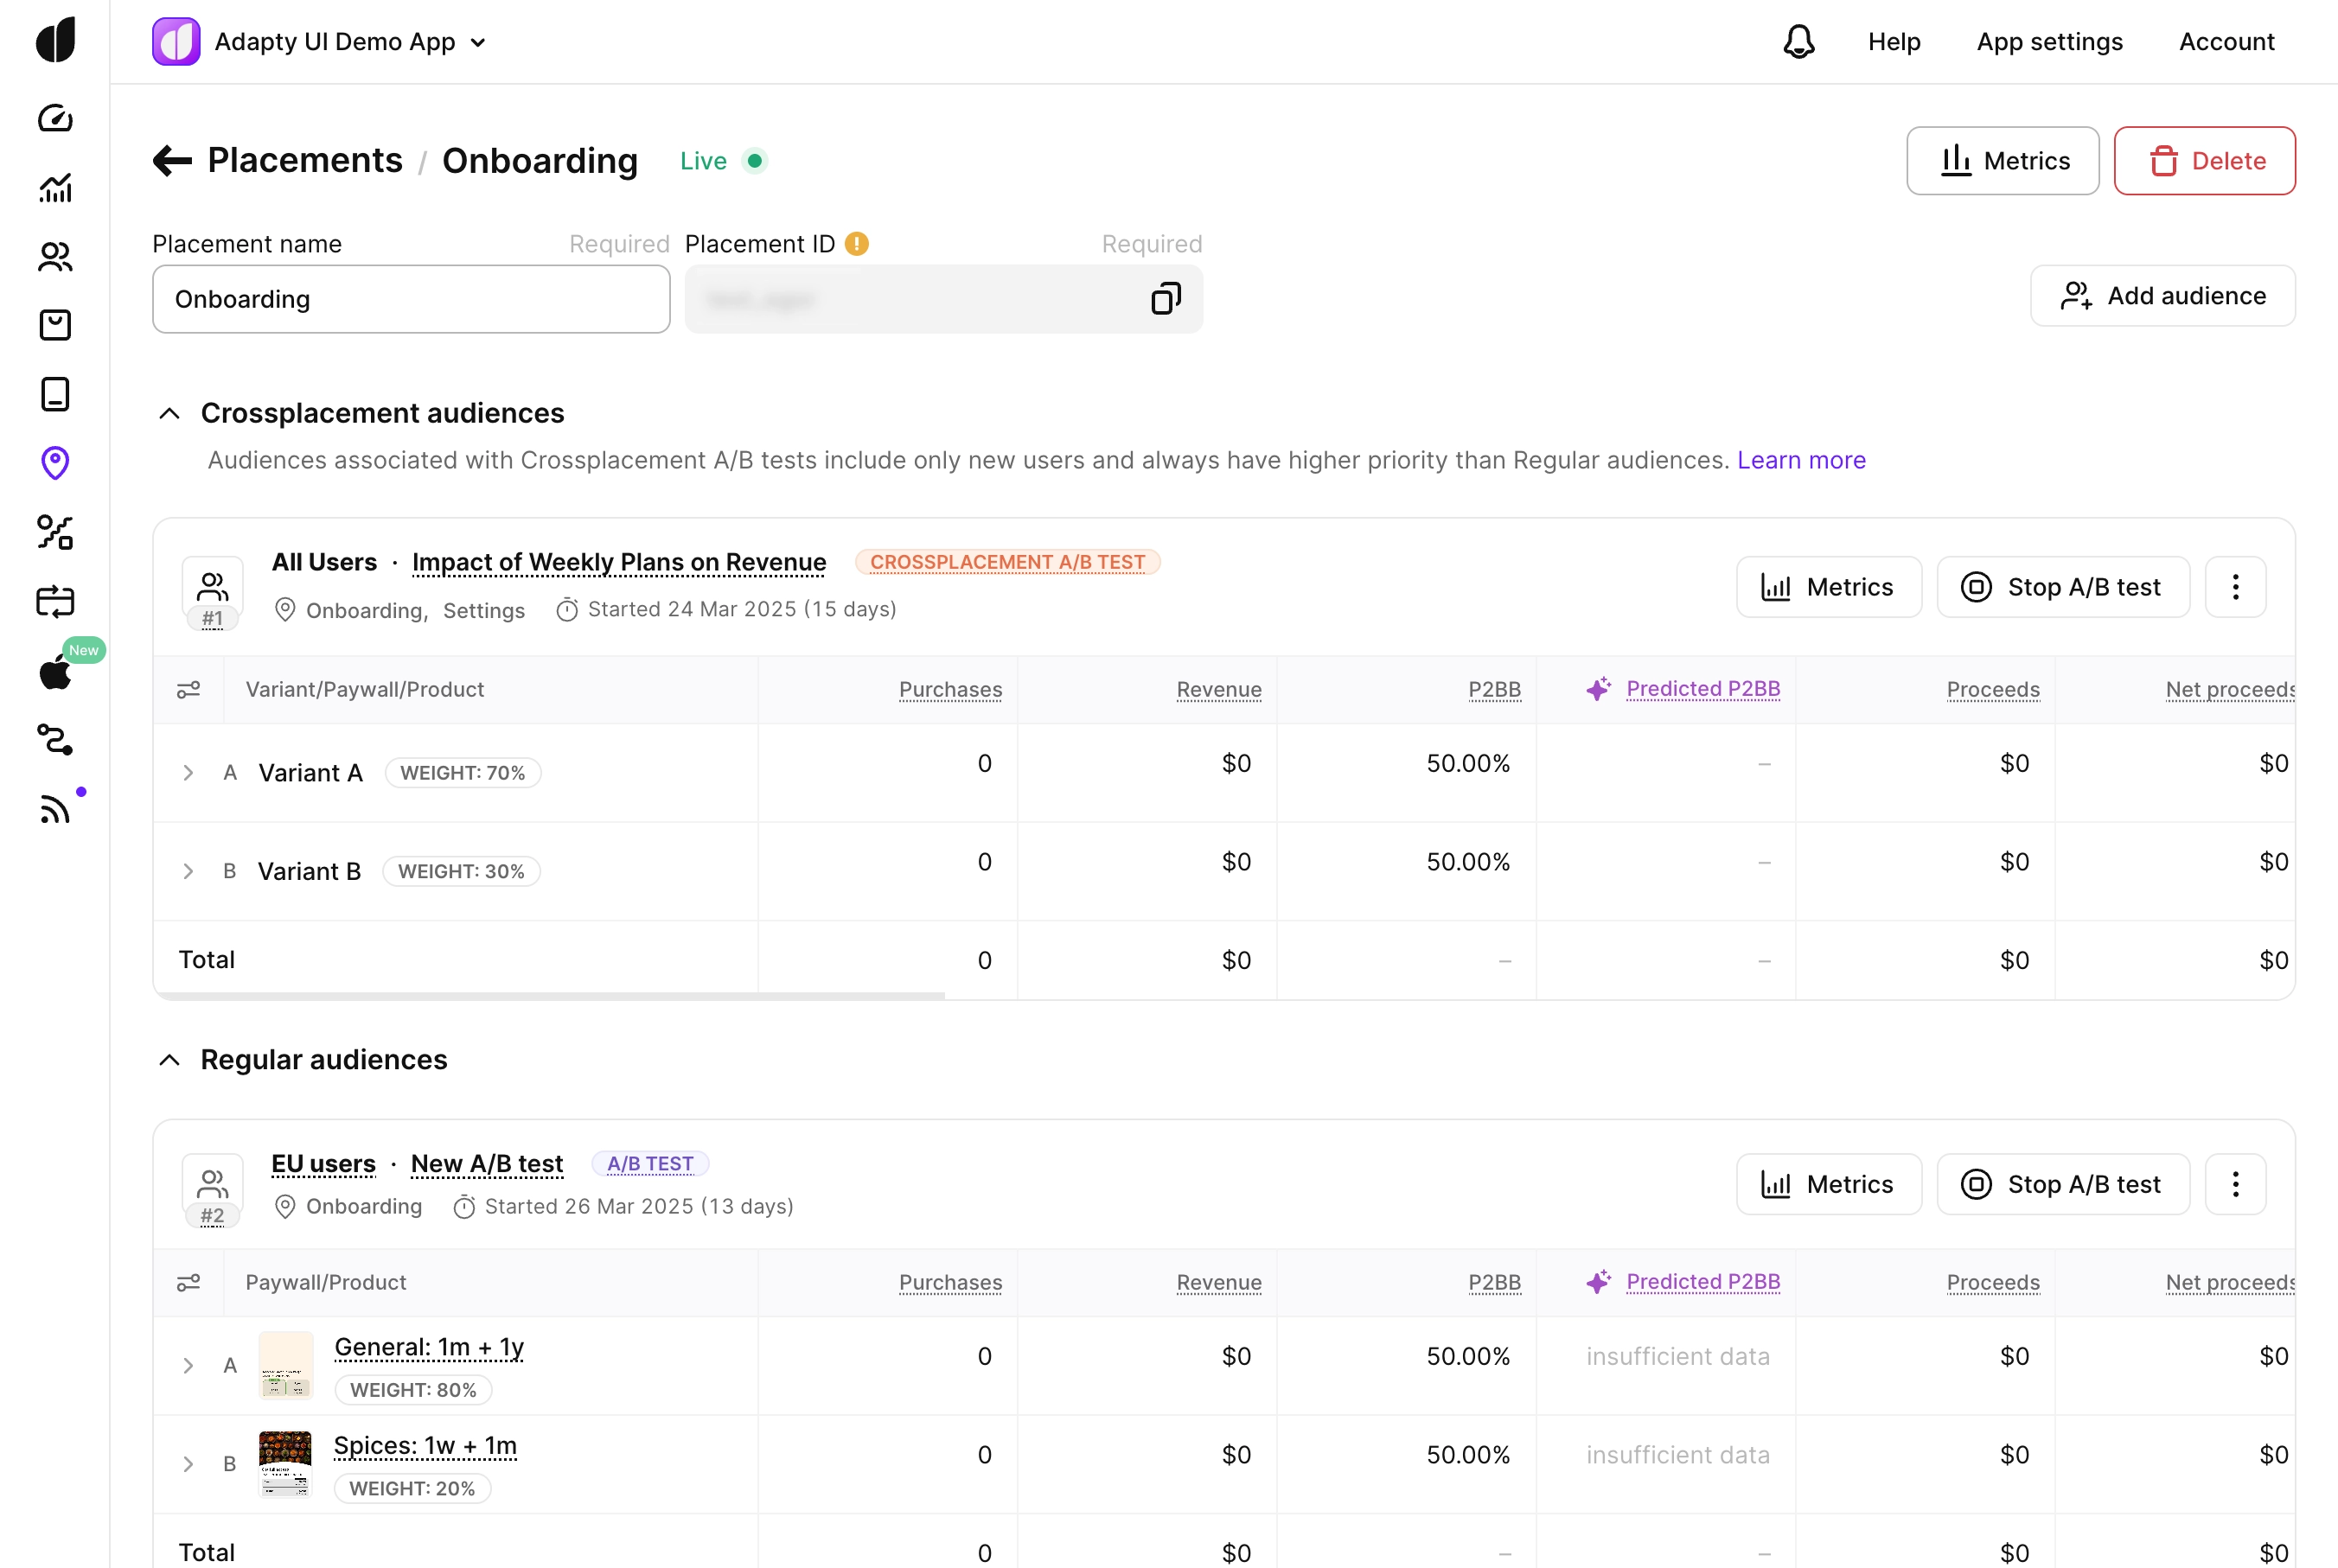 Adapty UI Demo App
Help
App settings
Account
Placements / Onboarding
Live
Metrics
Delete
Placement name
Required
Placement ID
Required
Onboarding
Add audience
Crossplacement audiences
Audiences associated with Crossplacement A/B tests include only new users and always have higher priority than Regular audiences. Learn more
All Users · Impact of Weekly Plans on Revenue
CROSSPLACEMENT A/B TEST
#1
Onboarding, Settings
Started 24 Mar 2025 (15 days)
Metrics
Stop A/B test
New
Variant/Paywall/Product
Purchases
Revenue
P2BB
Predicted P2BB
Proceeds
Net proceeds
A Variant A WEIGHT: 70% 0 $0 50.00% – $0 $0
B Variant B WEIGHT: 30% 0 $0 50.00% – $0 $0
Total 0 $0 – – $0 $0
Regular audiences
EU users · New A/B test
A/B TEST
#2
Onboarding
Started 26 Mar 2025 (13 days)
Metrics
Stop A/B test
Paywall/Product
Purchases
Revenue
P2BB
Predicted P2BB
Proceeds
Net proceeds
A General: 1m + 1y 0 $0 50.00% insufficient data $0 $0
WEIGHT: 80%
B Spices: 1w + 1m 0 $0 50.00% insufficient data $0 $0
WEIGHT: 20%
Total 0 $0 – – $0 $0